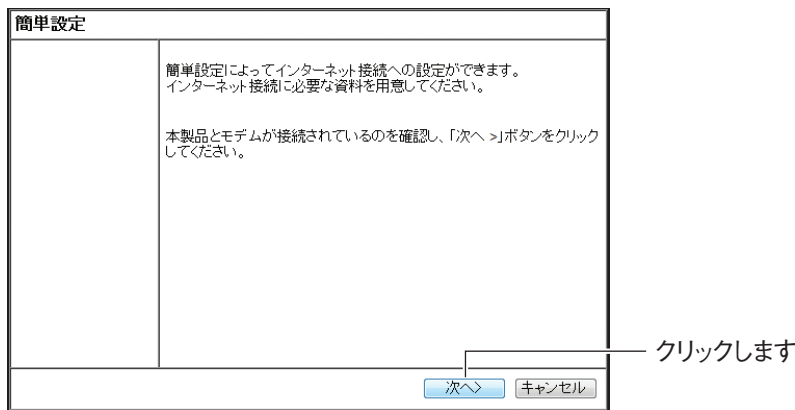 簡単設定
簡単設定によってインターネット接続への設定ができます。
インターネット接続に必要な資料を用意してください。
本製品とモデムが接続されているのを確認し、「次へ >」ボタンをクリック
してください。
クリックします
次へ>
キャンセル